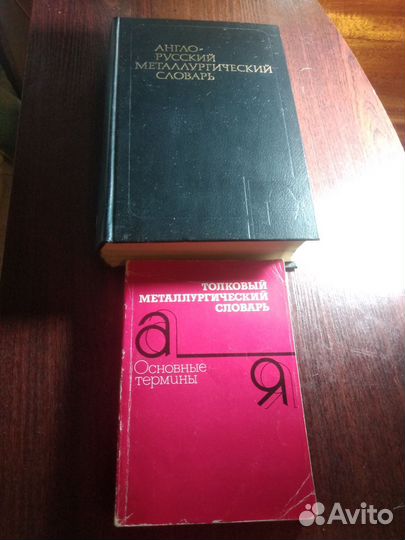 АНГЛО-
РУССКИЙ
МЕТАЛЛУРГИЧЕСКИЙ
СЛОВАРЬ
ТОЛКОВЫЙ
МЕТАЛЛУРГИЧЕСКИЙ
СЛОВАРЬ
а
Основные
термины
я
Avito